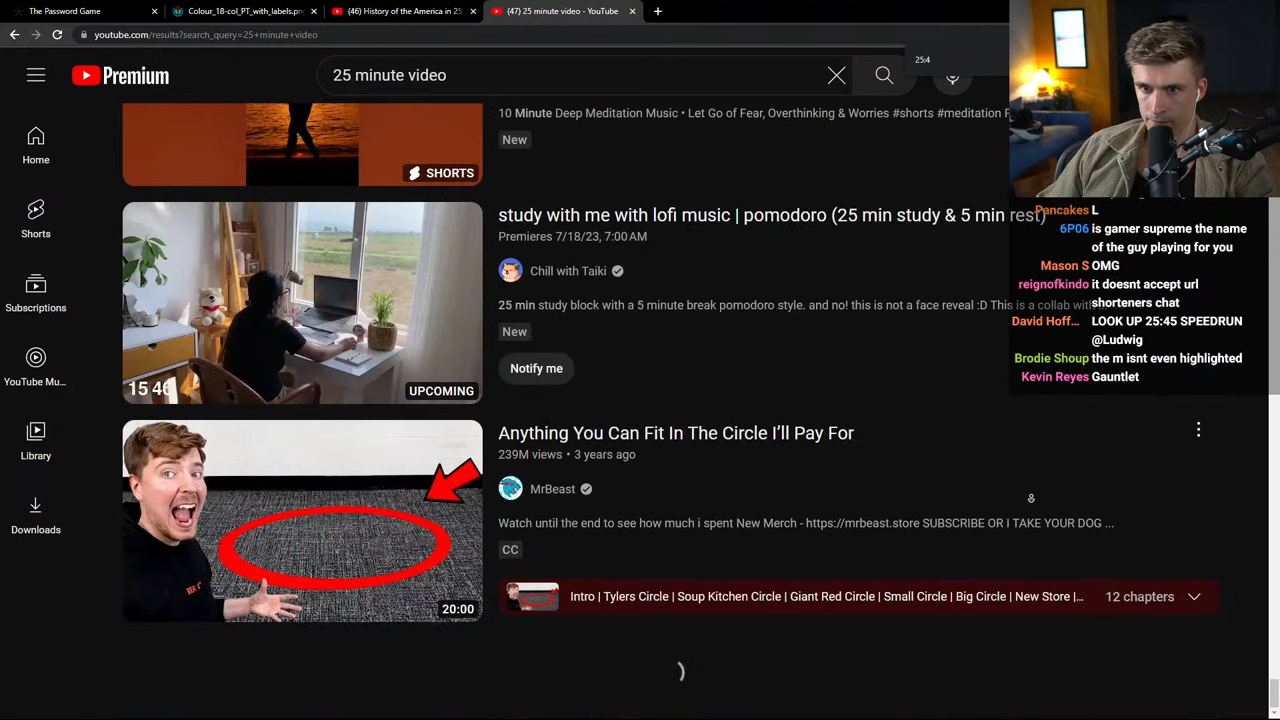 The Password Game
Colour_18-col_PT_with_labels.pn
(46) History of the America in 25
(47) 25 minute video - YouTube
youtube.com/results?search_query=25+minute+video
Premium
25 minute video
25:4
Home
Shorts
Subscriptions
YouTube Mu...
Library
Downloads
SHORTS
10 Minute Deep Meditation Music • Let Go of Fear, Overthinking & Worries #shorts #meditation
New
15 46
UPCOMING
study with me with lofi music | pomodoro (25 min study & 5 min rest)
Premieres 7/18/23, 7:00 AM
Chill with Taiki
25 min study block with a 5 minute break pomodoro style. and no! this is not a face reveal :D This is a collab with...
New
Notify me
20:00
Anything You Can Fit In The Circle I'll Pay For
239M views • 3 years ago
MrBeast
Watch until the end to see how much i spent New Merch - https://mrbeast.store SUBSCRIBE OR I TAKE YOUR DOG ...
CC
Intro | Tylers Circle | Soup Kitchen Circle | Giant Red Circle | Small Circle | Big Circle | New Store |...
12 chapters
Pancakes L
6P06 is gamer supreme the name
of the guy playing for you
Mason S OMG
reignofkindo it doesnt accept url
shorteners chat
David Hoff... LOOK UP 25:45 SPEEDRUN
@Ludwig
Brodie Shoup the m isnt even highlighted
Kevin Reyes Gauntlet